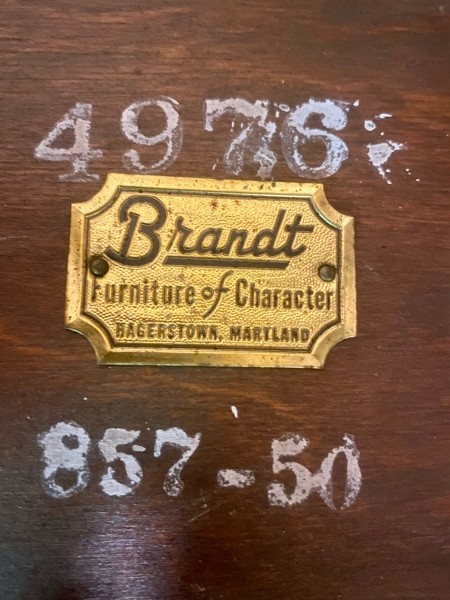 4976
Brandt
Furniture of Character
HAGERSTOWN, MARYLAND
857-50